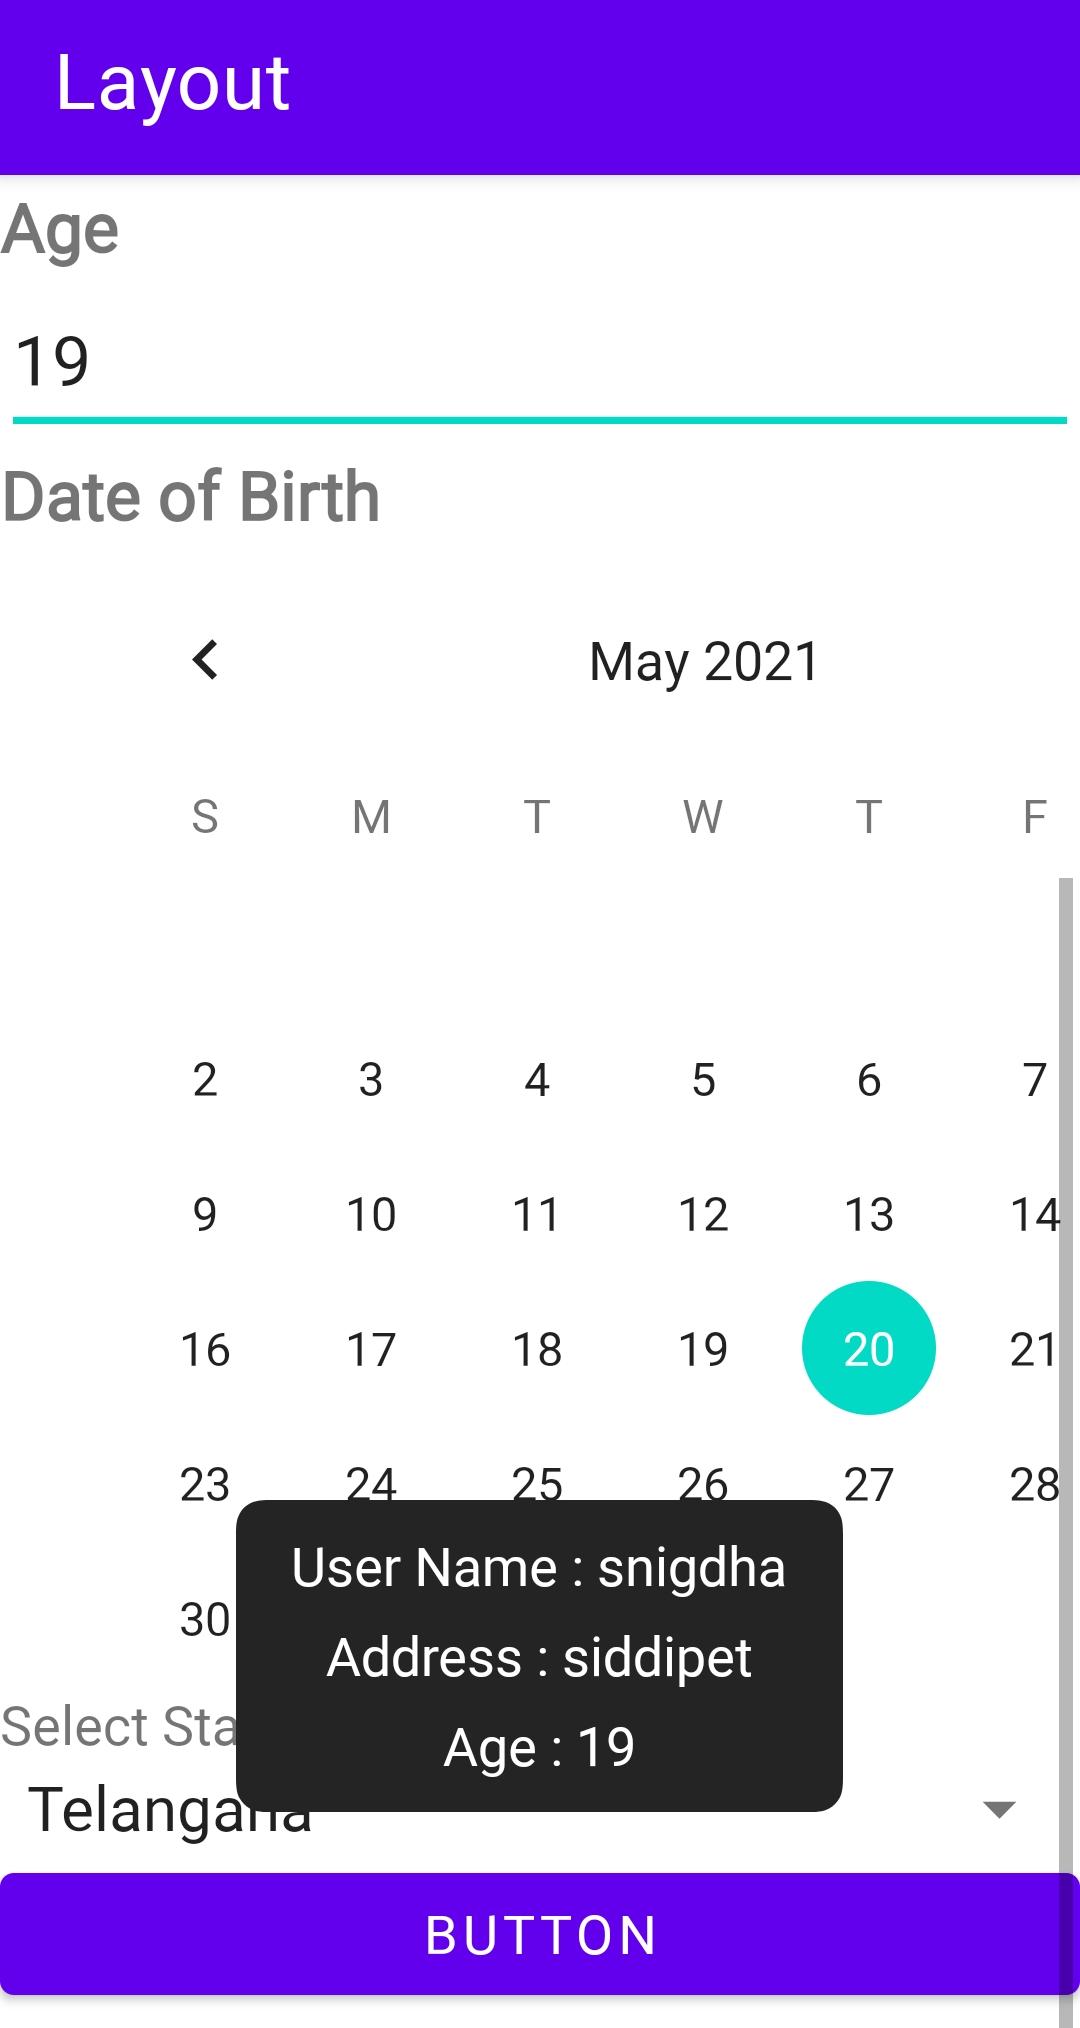 Layout
Age
19
Date of Birth
May 2021
S M T W T F
2 3 4 5 6 7
9 10 11 12 13 14
16 17 18 19 20 21
23 24 25 26 27 28
30
User Name : snigdha
Address : siddipet
Age : 19
Select
Telangana
BUTTON